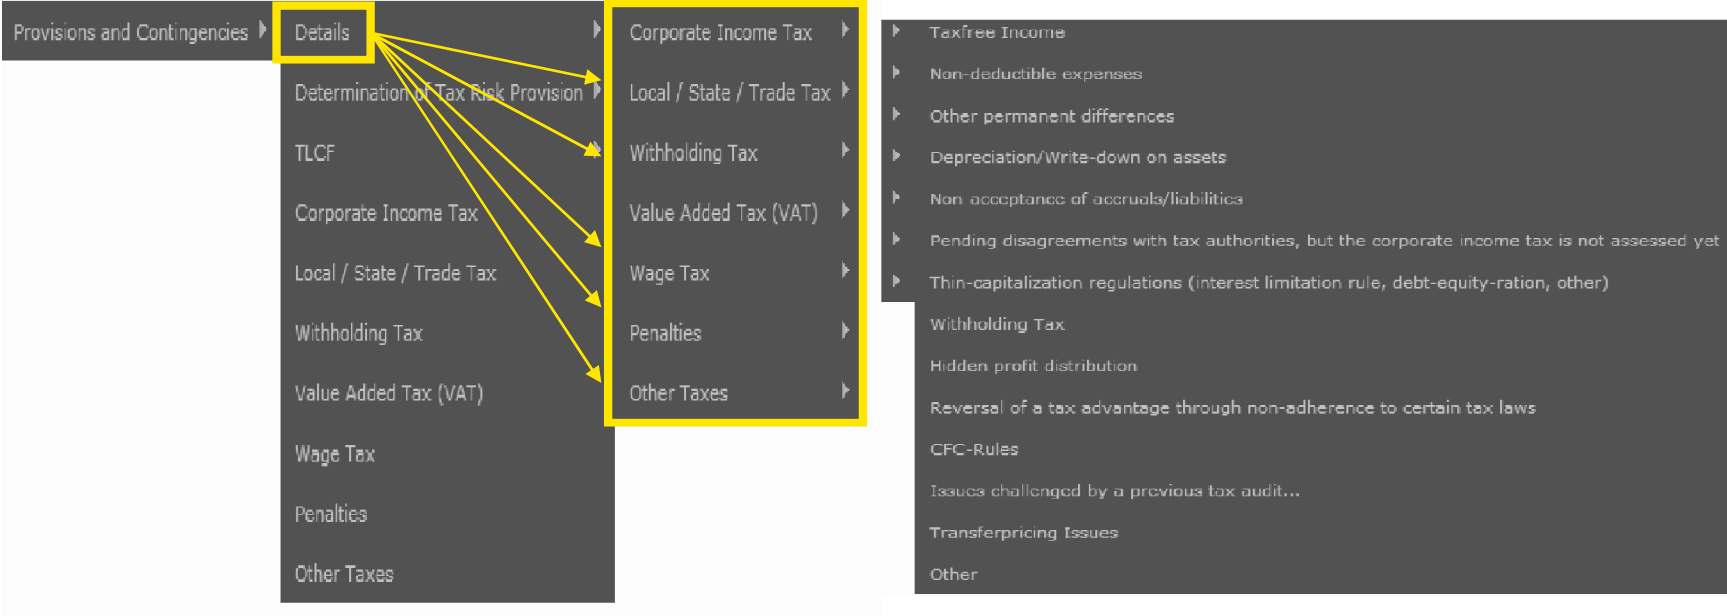 Provisions and Contingencies
Details
Determination of Tax Risk Provision
TLCF
Corporate Income Tax
Local / State / Trade Tax
Withholding Tax
Value Added Tax (VAT)
Wage Tax
Penalties
Other Taxes
Corporate Income Tax
Local / State / Trade Tax
Withholding Tax
Value Added Tax (VAT)
Wage Tax
Penalties
Other Taxes
Taxfree Income
Non-deductible expenses
Other permanent differences
Depreciation/Write-down on assets
Non acceptance of accruals/liabilities
Pending disagreements with tax authorities, but the corporate income tax is not assessed yet
Thin-capitalization regulations (interest limitation rule, debt-equity-ration, other)
Withholding Tax
Hidden profit distribution
Reversal of a tax advantage through non-adherence to certain tax laws
CFC-Rules
Issues challenged by a previous tax audit...
Transferpricing Issues
Other